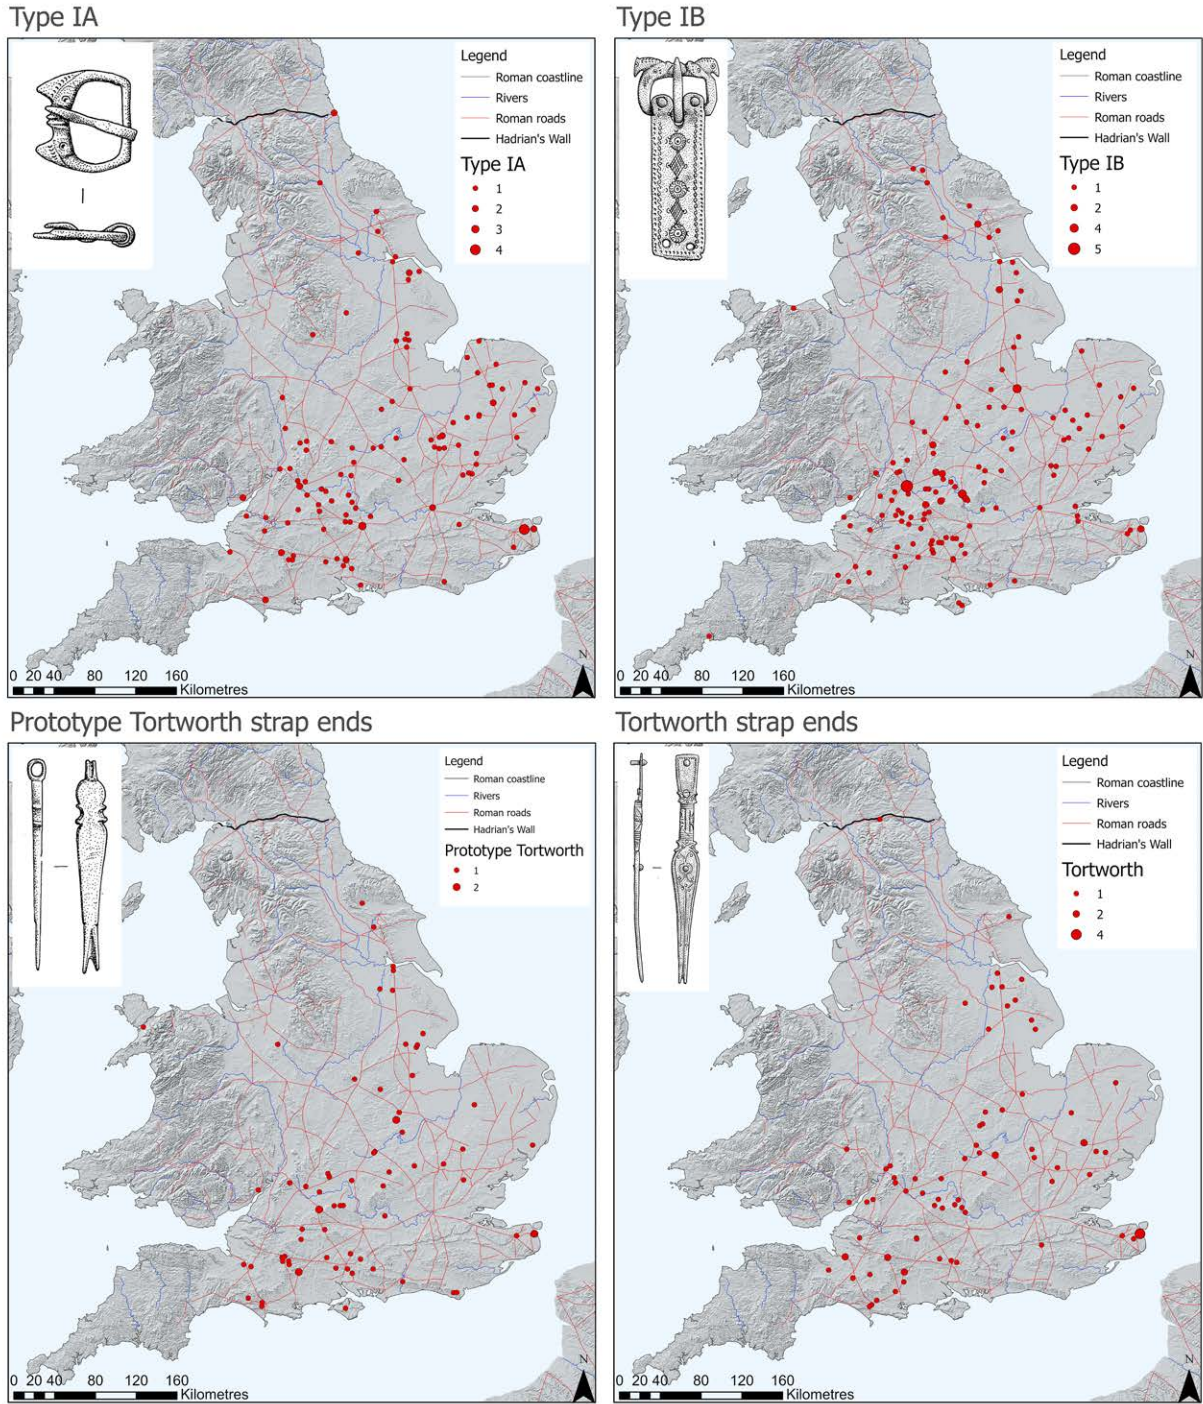 Type IA
Legend
Roman coastline
Rivers
Roman roads
Hadrian's Wall
Type IA
1
2
3
4
N
0 20 40 80 120 160
Kilometres
Type IB
Legend
Roman coastline
Rivers
Roman roads
Hadrian's Wall
Type IB
1
2
4
5
N
0 20 40 80 120 160
Kilometres
Prototype Tortworth strap ends
Legend
Roman coastline
Rivers
Roman roads
Hadrian's Wall
Prototype Tortworth
1
2
N
0 20 40 80 120 160
Kilometres
Tortworth strap ends
Legend
Roman coastline
Rivers
Roman roads
Hadrian's Wall
Tortworth
1
2
4
N
0 20 40 80 120 160
Kilometres